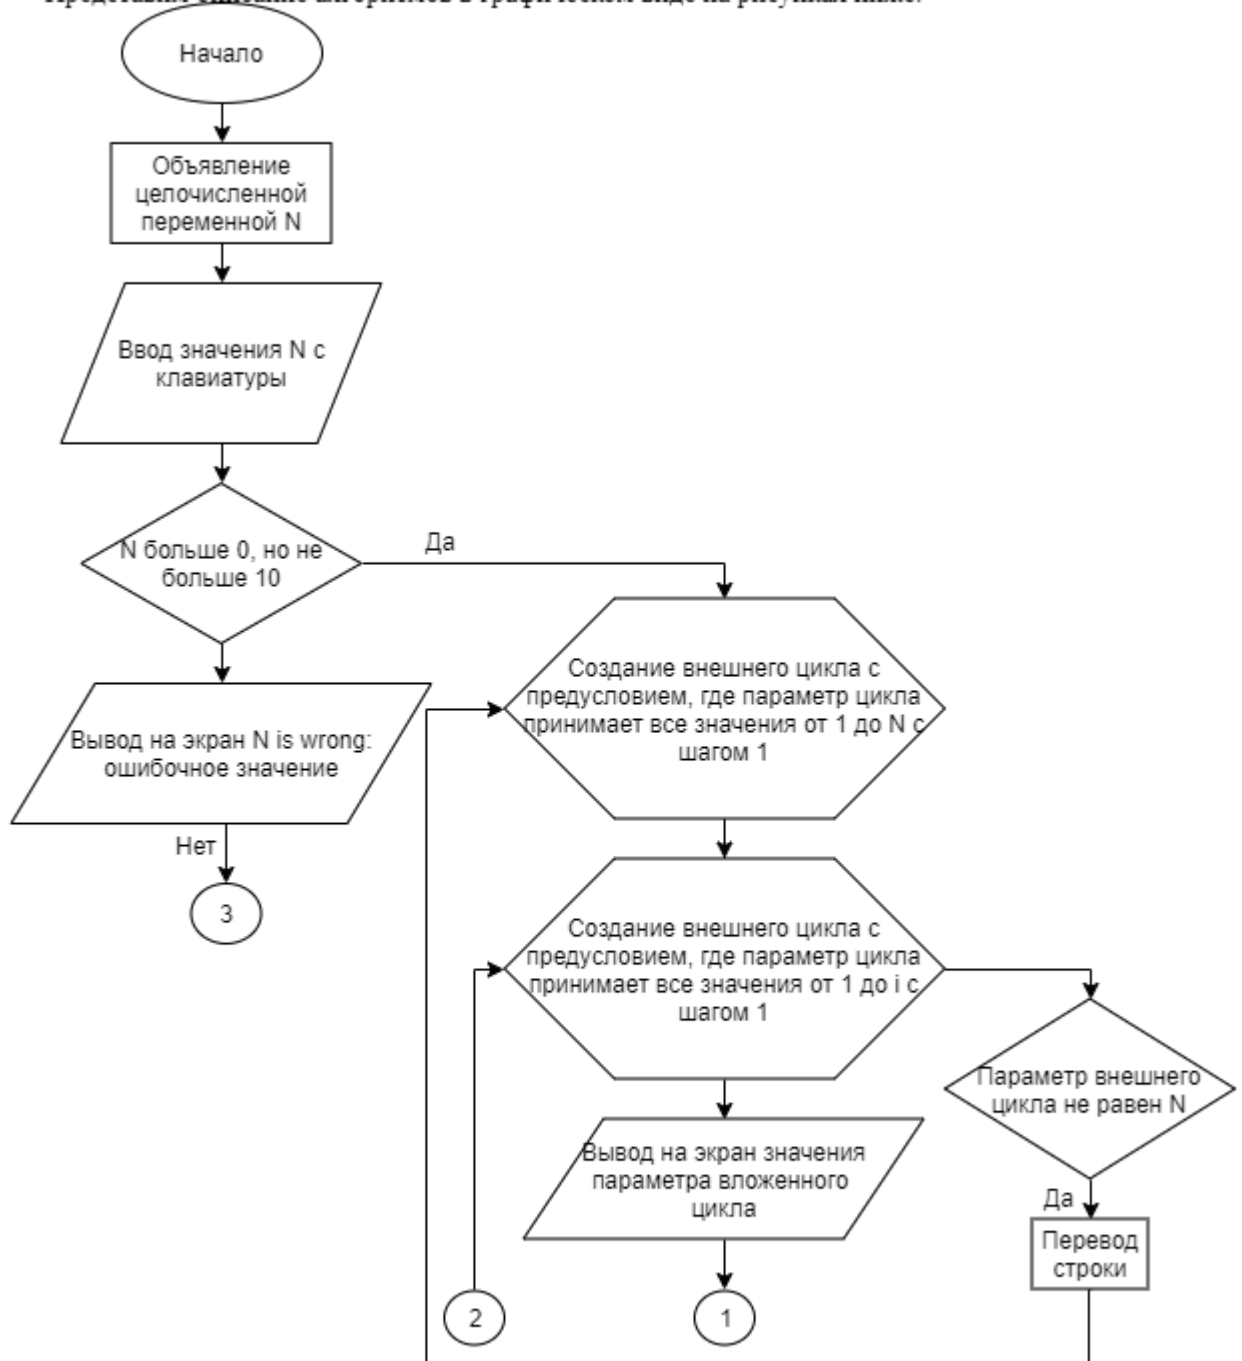 Начало
Объявление
целочисленной
переменной N
Ввод значения N с
клавиатуры
N больше 0, но не
больше 10
Да
Вывод на экран N is wrong:
ошибочное значение
Нет
3
Создание внешнего цикла с
предусловием, где параметр цикла
принимает все значения от 1 до N с
шагом 1
Создание внешнего цикла с
предусловием, где параметр цикла
принимает все значения от 1 до i с
шагом 1
Параметр внешнего
цикла не равен N
Вывод на экран значения
параметра вложенного
цикла
Да
Перевод
строки
2
1